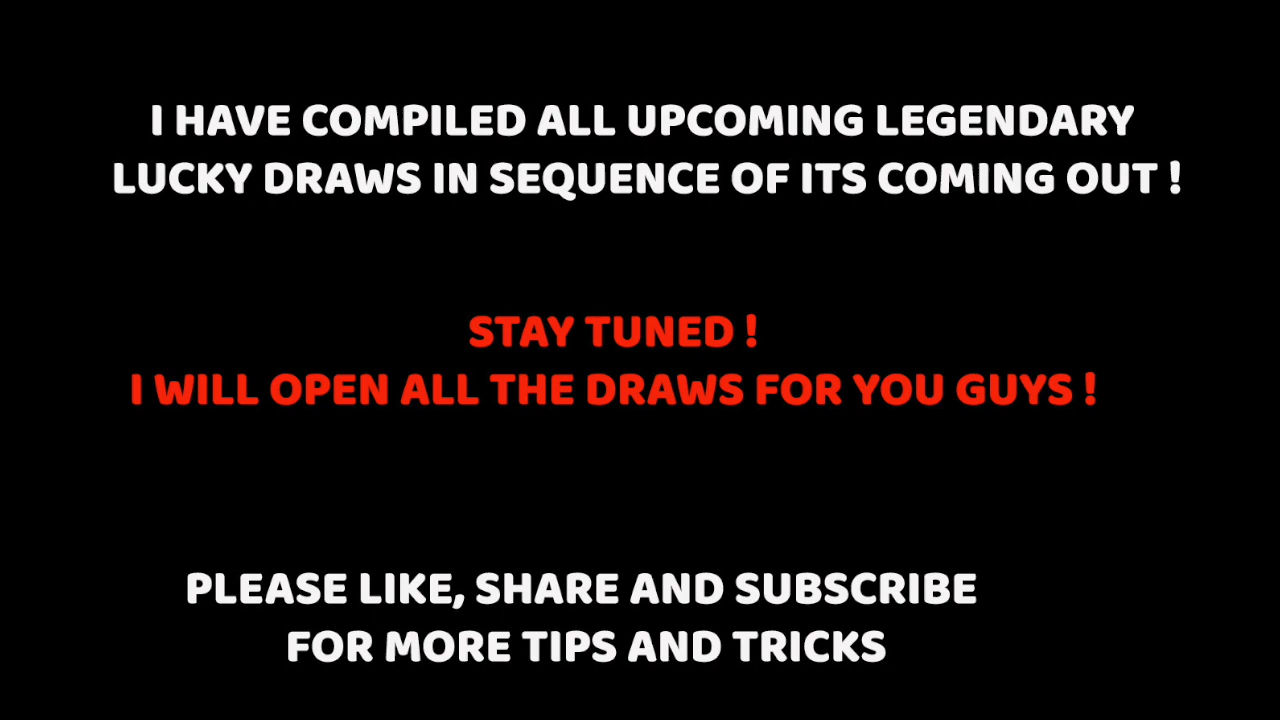 I HAVE COMPILED ALL UPCOMING LEGENDARY
LUCKY DRAWS IN SEQUENCE OF ITS COMING OUT !
STAY TUNED !
I WILL OPEN ALL THE DRAWS FOR YOU GUYS !
PLEASE LIKE, SHARE AND SUBSCRIBE
FOR MORE TIPS AND TRICKS